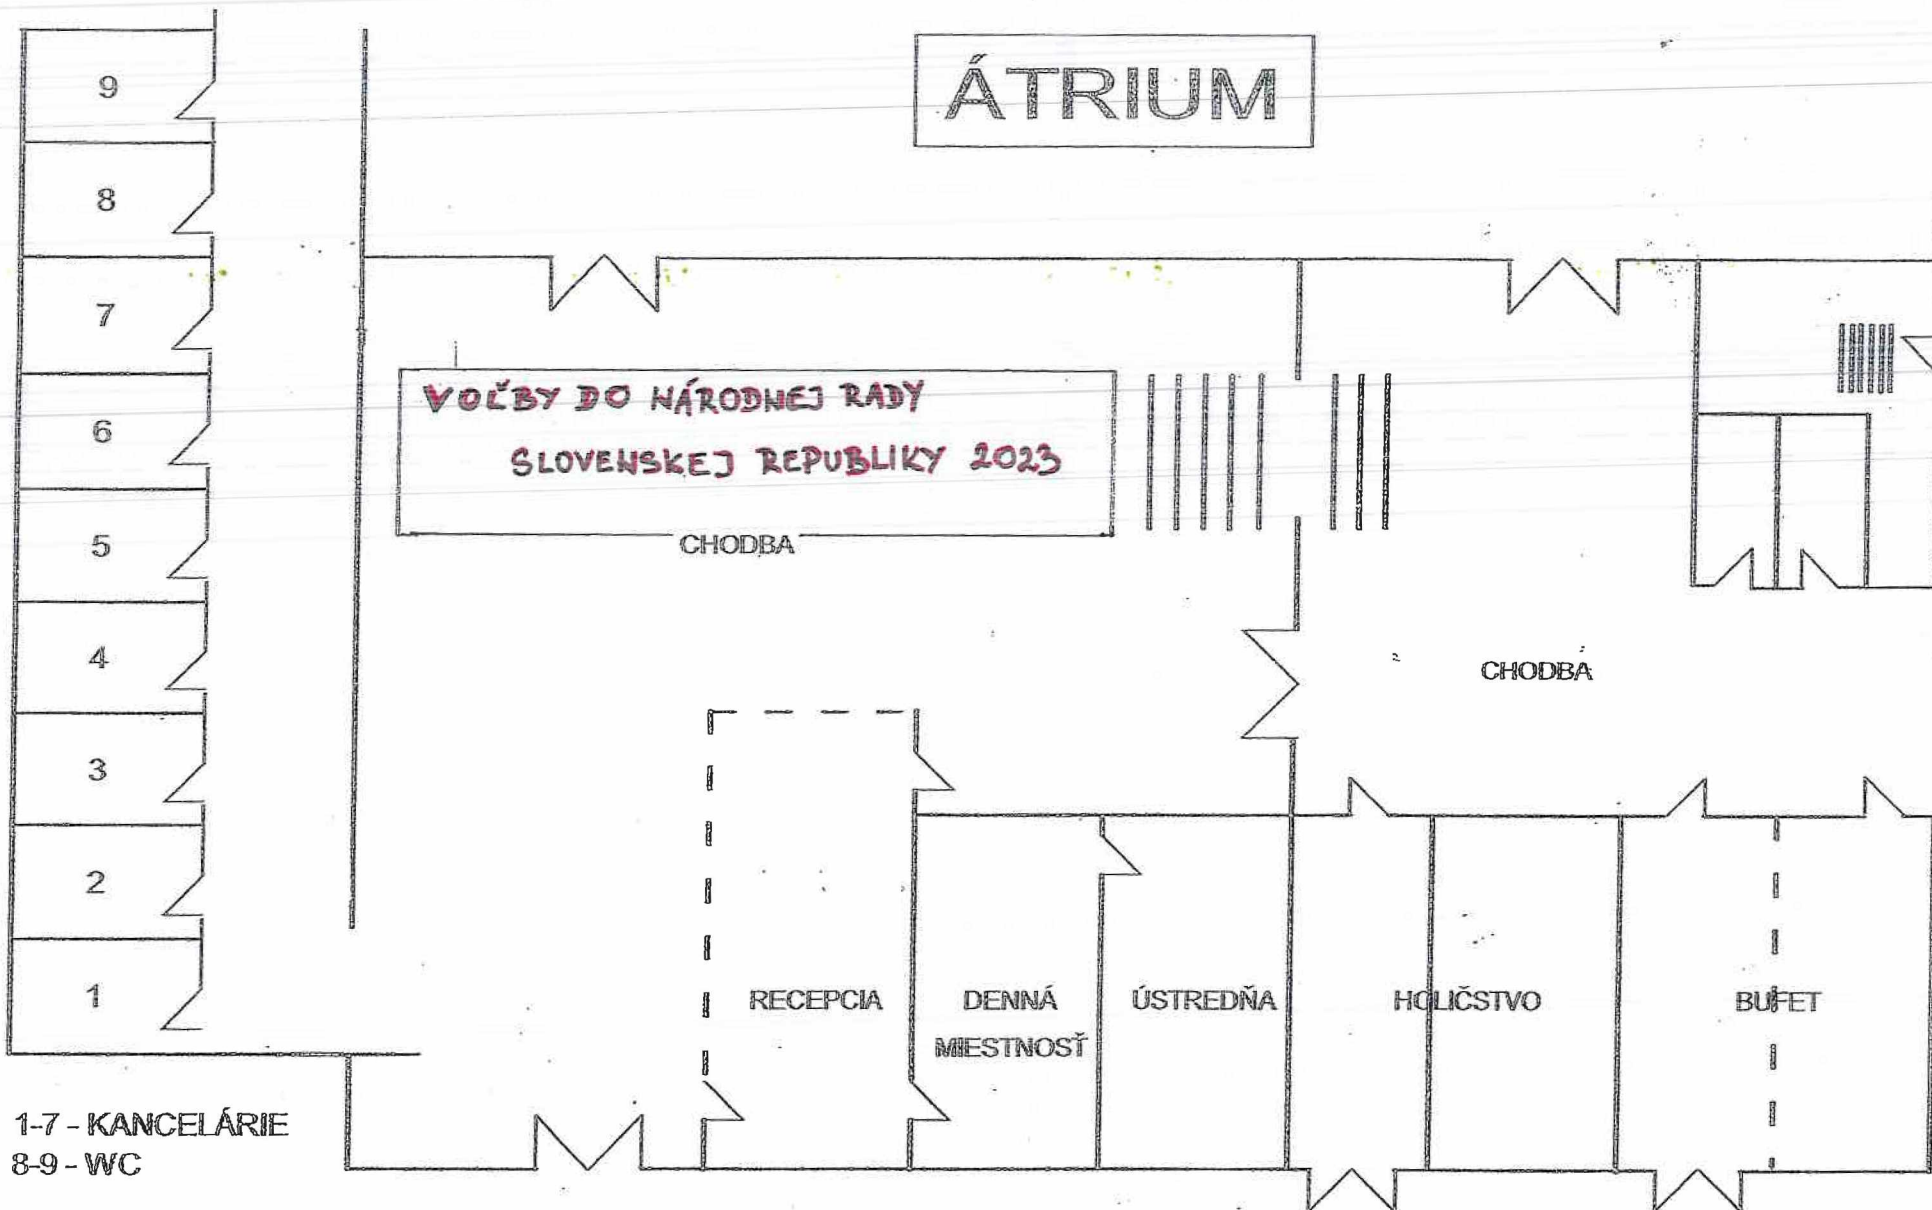 ÁTRIUM
9
8
7
6
5
4
3
2
1
VOĽBY DO NÁRODNEJ RADY
SLOVENSKEJ REPUBLIKY 2023
CHODBA
CHODBA
RECEPCIA
DENNÁ
MIESTNOSŤ
ÚSTREDŇA
HOLIČSTVO
BUFET
1-7 - KANCELÁRIE
8-9 - WC